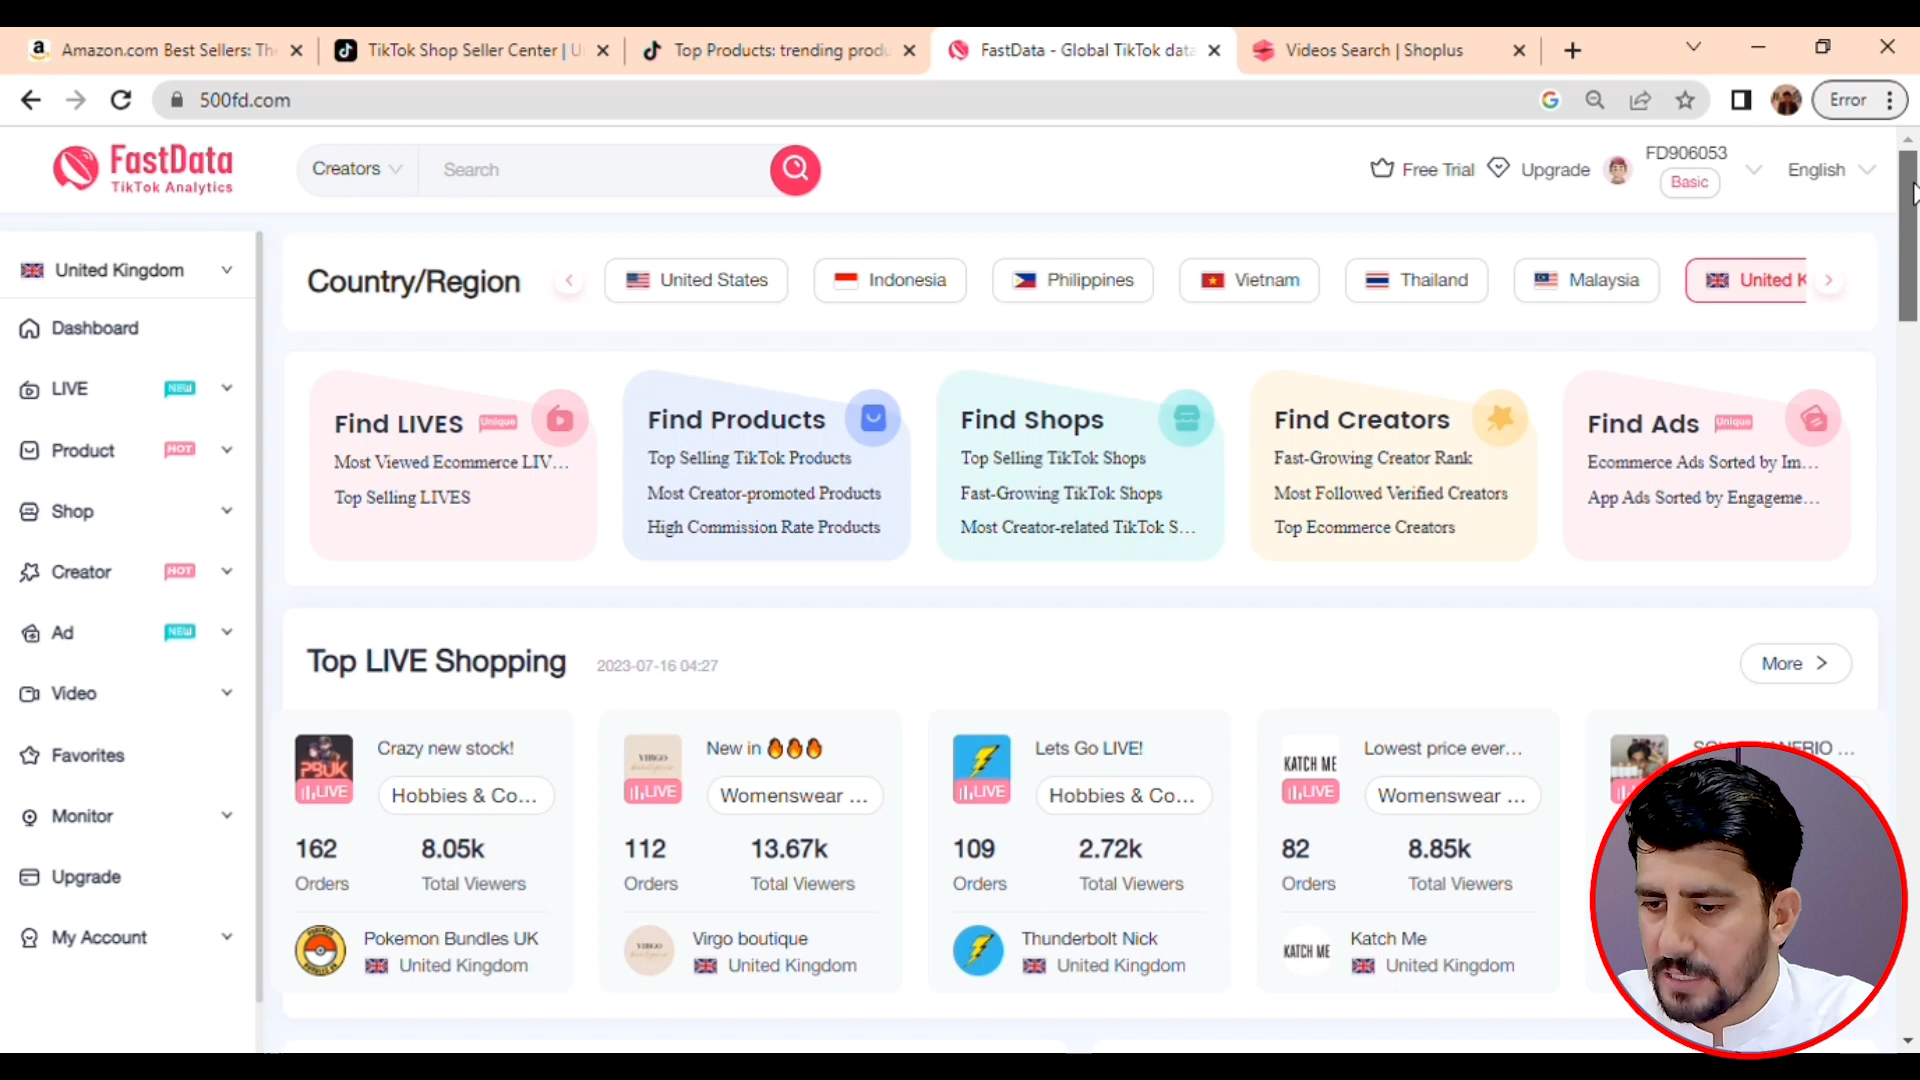 Amazon.com Best Sellers: The
TikTok Shop Seller Center | U
Top Products: trending produ
FastData - Global TikTok data
Videos Search | Shoplus
500fd.com
Error
FastData
TikTok Analytics
Creators
Search
Free Trial
Upgrade
FD906053
Basic
English
United Kingdom
Dashboard
LIVE NEW
Product HOT
Shop
Creator HOT
Ad NEW
Video
Favorites
Monitor
Upgrade
My Account
Country/Region
United States
Indonesia
Philippines
Vietnam
Thailand
Malaysia
United K
Find LIVES Unique
Most Viewed Ecommerce LIV...
Top Selling LIVES
Find Products
Top Selling TikTok Products
Most Creator-promoted Products
High Commission Rate Products
Find Shops
Top Selling TikTok Shops
Fast-Growing TikTok Shops
Most Creator-related TikTok S...
Find Creators
Fast-Growing Creator Rank
Most Followed Verified Creators
Top Ecommerce Creators
Find Ads Unique
Ecommerce Ads Sorted by Im...
App Ads Sorted by Engageme...
Top LIVE Shopping 2023-07-16 04:27
More
LIVE
Crazy new stock!
Hobbies & Co...
162 8.05k
Orders Total Viewers
Pokemon Bundles UK
United Kingdom
VIRGO
LIVE
New in 🔥🔥🔥
Womenswear ...
112 13.67k
Orders Total Viewers
VIRGO
Virgo boutique
United Kingdom
LIVE
Lets Go LIVE!
Hobbies & Co...
109 2.72k
Orders Total Viewers
Thunderbolt Nick
United Kingdom
KATCH ME
LIVE
Lowest price ever...
Womenswear ...
82 8.85k
Orders Total Viewers
KATCH ME
Katch Me
United Kingdom